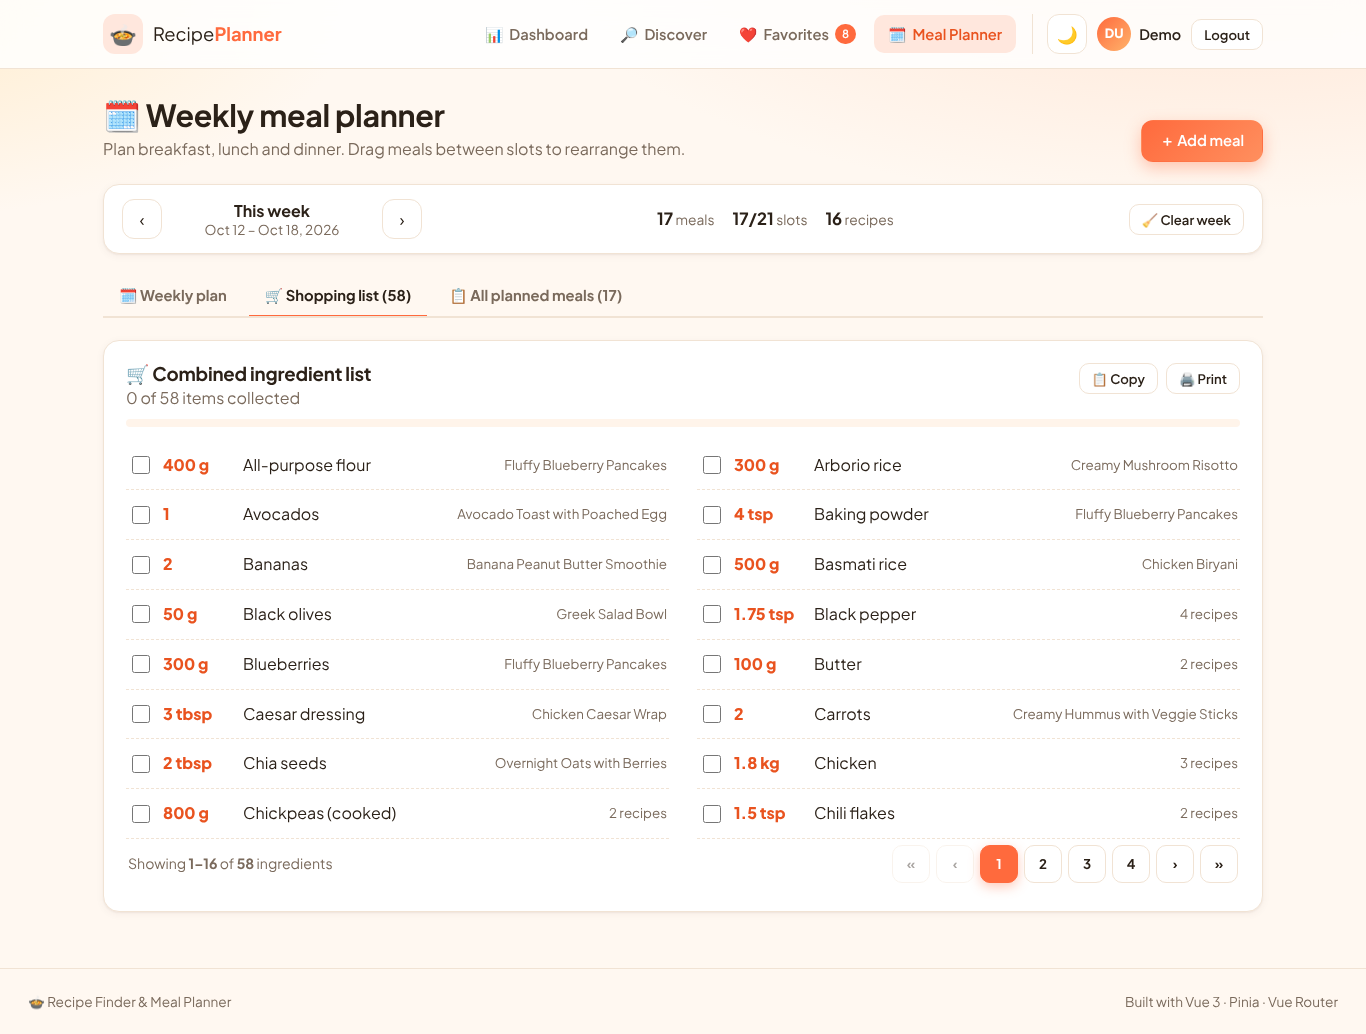 RecipePlanner
Dashboard
Discover
Favorites 8
Meal Planner
DU
Demo
Logout
Weekly meal planner
Plan breakfast, lunch and dinner. Drag meals between slots to rearrange them.
+ Add meal
‹
This week
Oct 12 – Oct 18, 2026
›
17 meals 17/21 slots 16 recipes
Clear week
Weekly plan
Shopping list (58)
All planned meals (17)
Combined ingredient list
0 of 58 items collected
Copy
Print
400 g All-purpose flour Fluffy Blueberry Pancakes
300 g Arborio rice Creamy Mushroom Risotto
1 Avocados Avocado Toast with Poached Egg
4 tsp Baking powder Fluffy Blueberry Pancakes
2 Bananas Banana Peanut Butter Smoothie
500 g Basmati rice Chicken Biryani
50 g Black olives Greek Salad Bowl
1.75 tsp Black pepper 4 recipes
300 g Blueberries Fluffy Blueberry Pancakes
100 g Butter 2 recipes
3 tbsp Caesar dressing Chicken Caesar Wrap
2 Carrots Creamy Hummus with Veggie Sticks
2 tbsp Chia seeds Overnight Oats with Berries
1.8 kg Chicken 3 recipes
800 g Chickpeas (cooked) 2 recipes
1.5 tsp Chili flakes 2 recipes
Showing 1–16 of 58 ingredients
« ‹ 1 2 3 4 › »
Recipe Finder & Meal Planner
Built with Vue 3 · Pinia · Vue Router